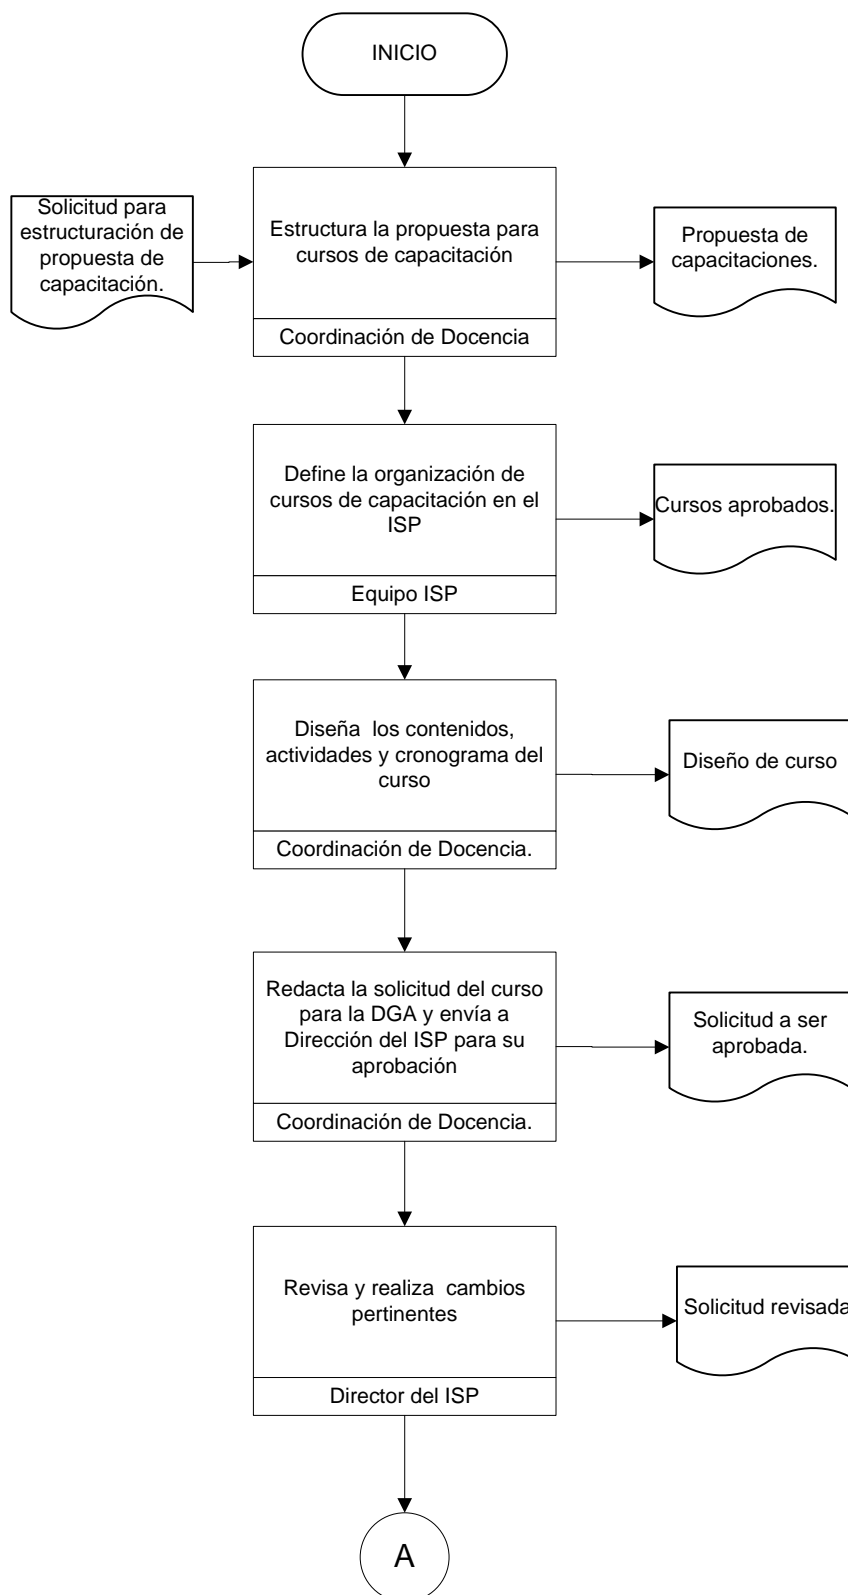 INICIO
Solicitud para
estructuración de
propuesta de
capacitación.
Estructura la propuesta para
cursos de capacitación
Coordinación de Docencia
Propuesta de
capacitaciones.
Define la organización de
cursos de capacitación en el
ISP
Equipo ISP
Cursos aprobados.
Diseña  los contenidos,
actividades y cronograma del
curso
Coordinación de Docencia.
Diseño de curso
Redacta la solicitud del curso
para la DGA y envía a
Dirección del ISP para su
aprobación
Coordinación de Docencia.
Solicitud a ser
aprobada.
Revisa y realiza  cambios
pertinentes
Director del ISP
Solicitud revisada
A